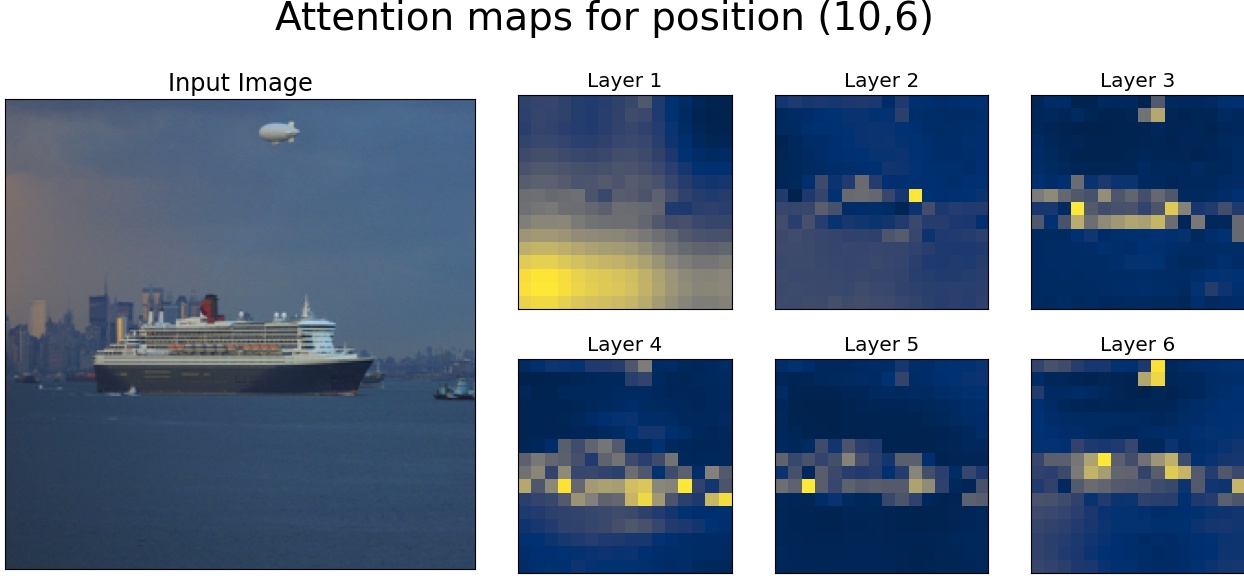 Attention maps for position (10,6)
Input Image
Layer 1
Layer 2
Layer 3
Layer 4
Layer 5
Layer 6